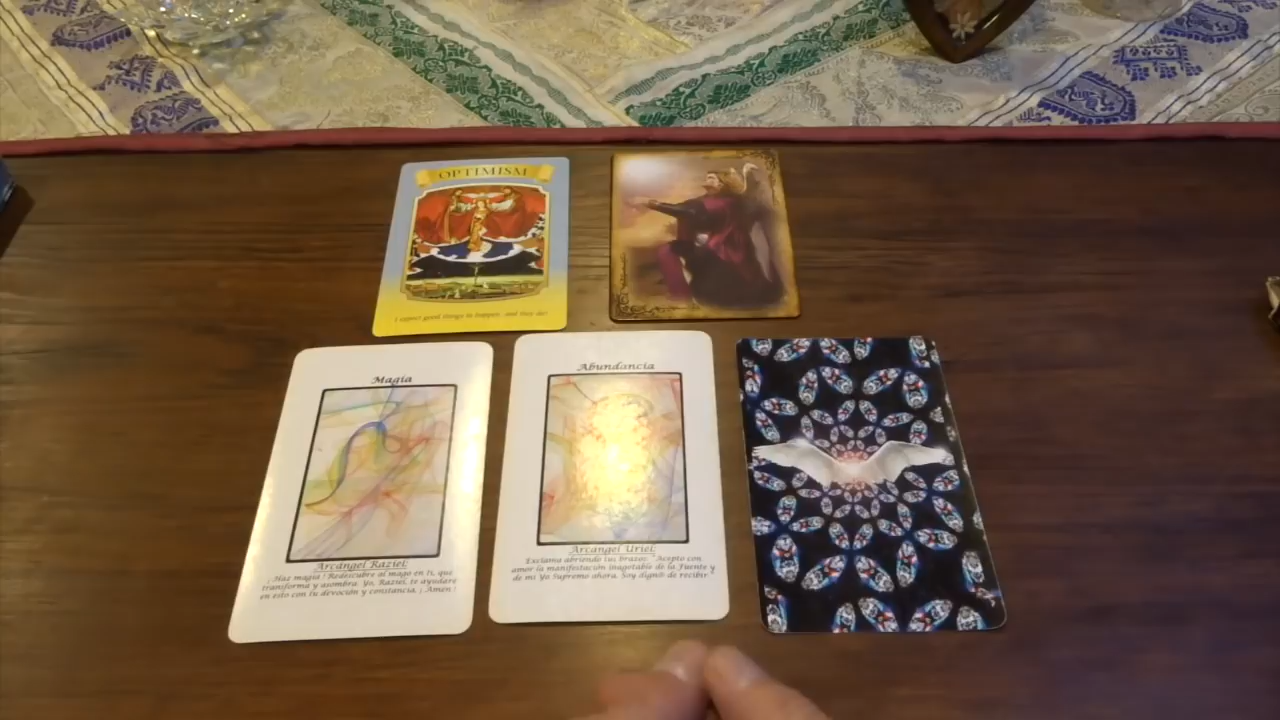 OPTIMISM
I expect good things to happen, and they do!
Magia
Arcángel Raziel:
¡ Haz magia ! Redescubre al mago en ti, que
transforma y asombra. Yo, Raziel, te ayudaré
en esto con tu devoción y constancia. ¡ Amén !
Abundancia
Arcángel Uriel:
Exclama abriendo tus brazos: "Acepto con
amor la manifestación inagotable de la Fuente y
de mi Yo Supremo ahora. Soy digno de recibir"